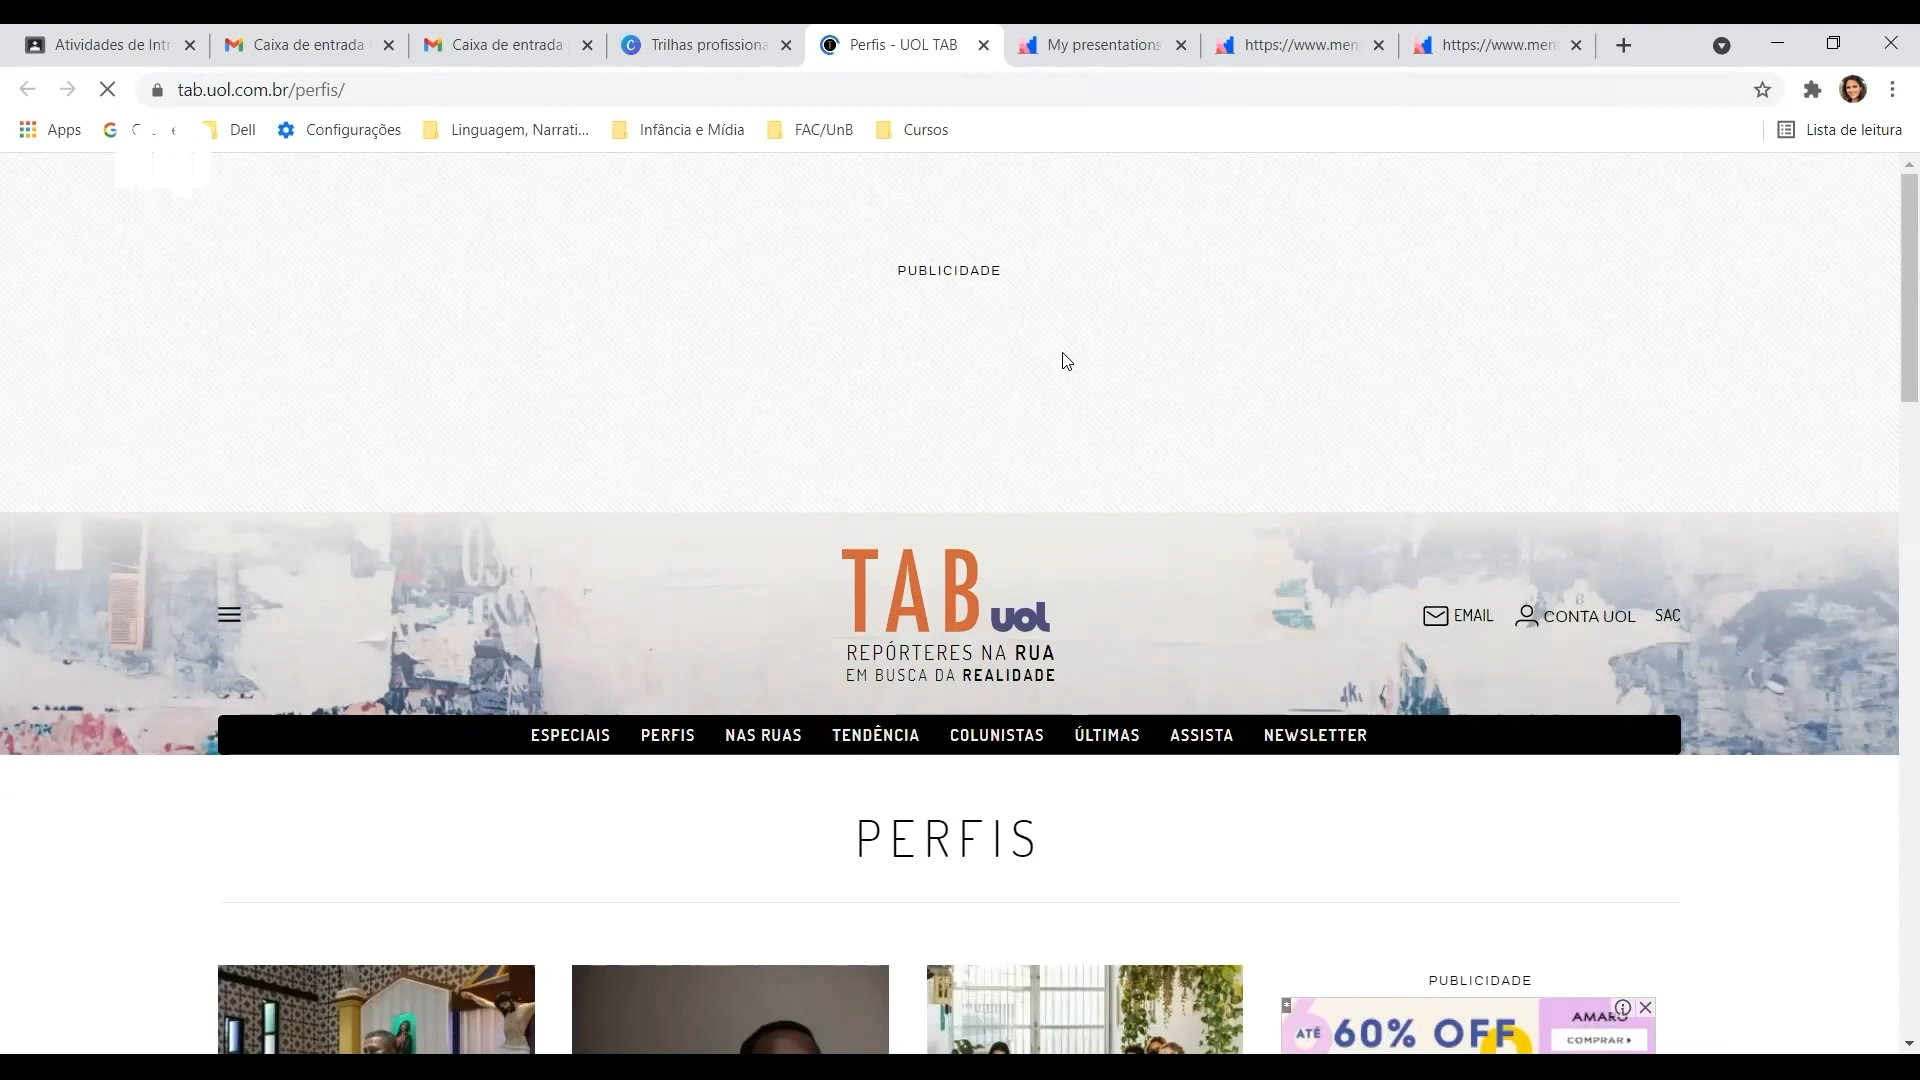 Atividades de Intr
Caixa de entrada
Caixa de entrada
Trilhas profissiona
Perfis - UOL TAB
My presentations
https://www.men
https://www.men
tab.uol.com.br/perfis/
Apps
Dell
Configurações
Linguagem, Narrati...
Infância e Mídia
FAC/UnB
Cursos
Lista de leitura
PUBLICIDADE
TAB uol
REPÓRTERES NA RUA
EM BUSCA DA REALIDADE
EMAIL
CONTA UOL
SAC
ESPECIAIS
PERFIS
NAS RUAS
TENDÊNCIA
COLUNISTAS
ÚLTIMAS
ASSISTA
NEWSLETTER
PERFIS
PUBLICIDADE
ATÉ 60% OFF
AMARO
COMPRAR